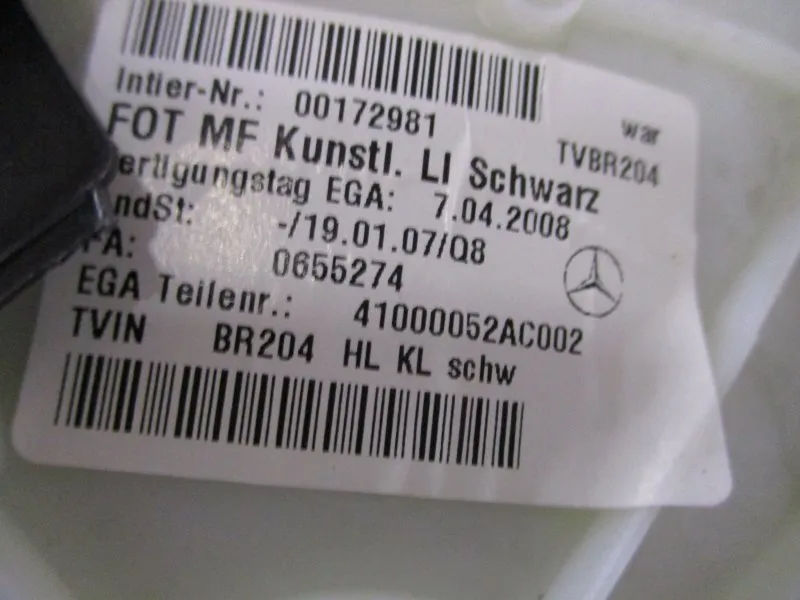 Intier-Nr.: 00172981 war
FOT MF Kunstl. LI Schwarz TVBR204
ertigungstag EGA: 7.04.2008
ndSt: -/19.01.07/Q8
FA: 0655274
EGA Teilenr.: 41000052AC002
TVIN BR204 HL KL schw